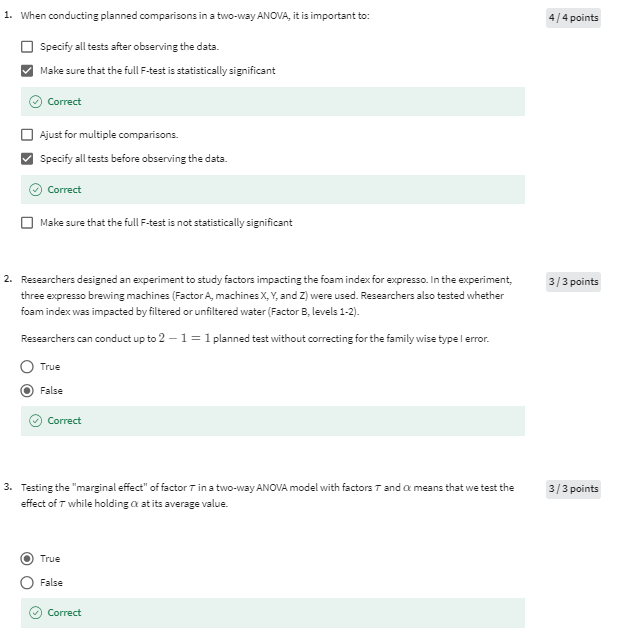 1. When conducting planned comparisons in a two-way ANOVA, it is important to:
4 / 4 points
Specify all tests after observing the data.
Make sure that the full F-test is statistically significant
Correct
Ajust for multiple comparisons.
Specify all tests before observing the data.
Correct
Make sure that the full F-test is not statistically significant
2. Researchers designed an experiment to study factors impacting the foam index for expresso. In the experiment,
3 / 3 points
three expresso brewing machines (Factor A, machines X, Y, and Z) were used. Researchers also tested whether
foam index was impacted by filtered or unfiltered water (Factor B, levels 1-2).
Researchers can conduct up to 2 − 1 = 1 planned test without correcting for the family wise type I error.
True
False
Correct
3. Testing the "marginal effect" of factor τ in a two-way ANOVA model with factors τ and α means that we test the
3 / 3 points
effect of τ while holding α at its average value.
True
False
Correct